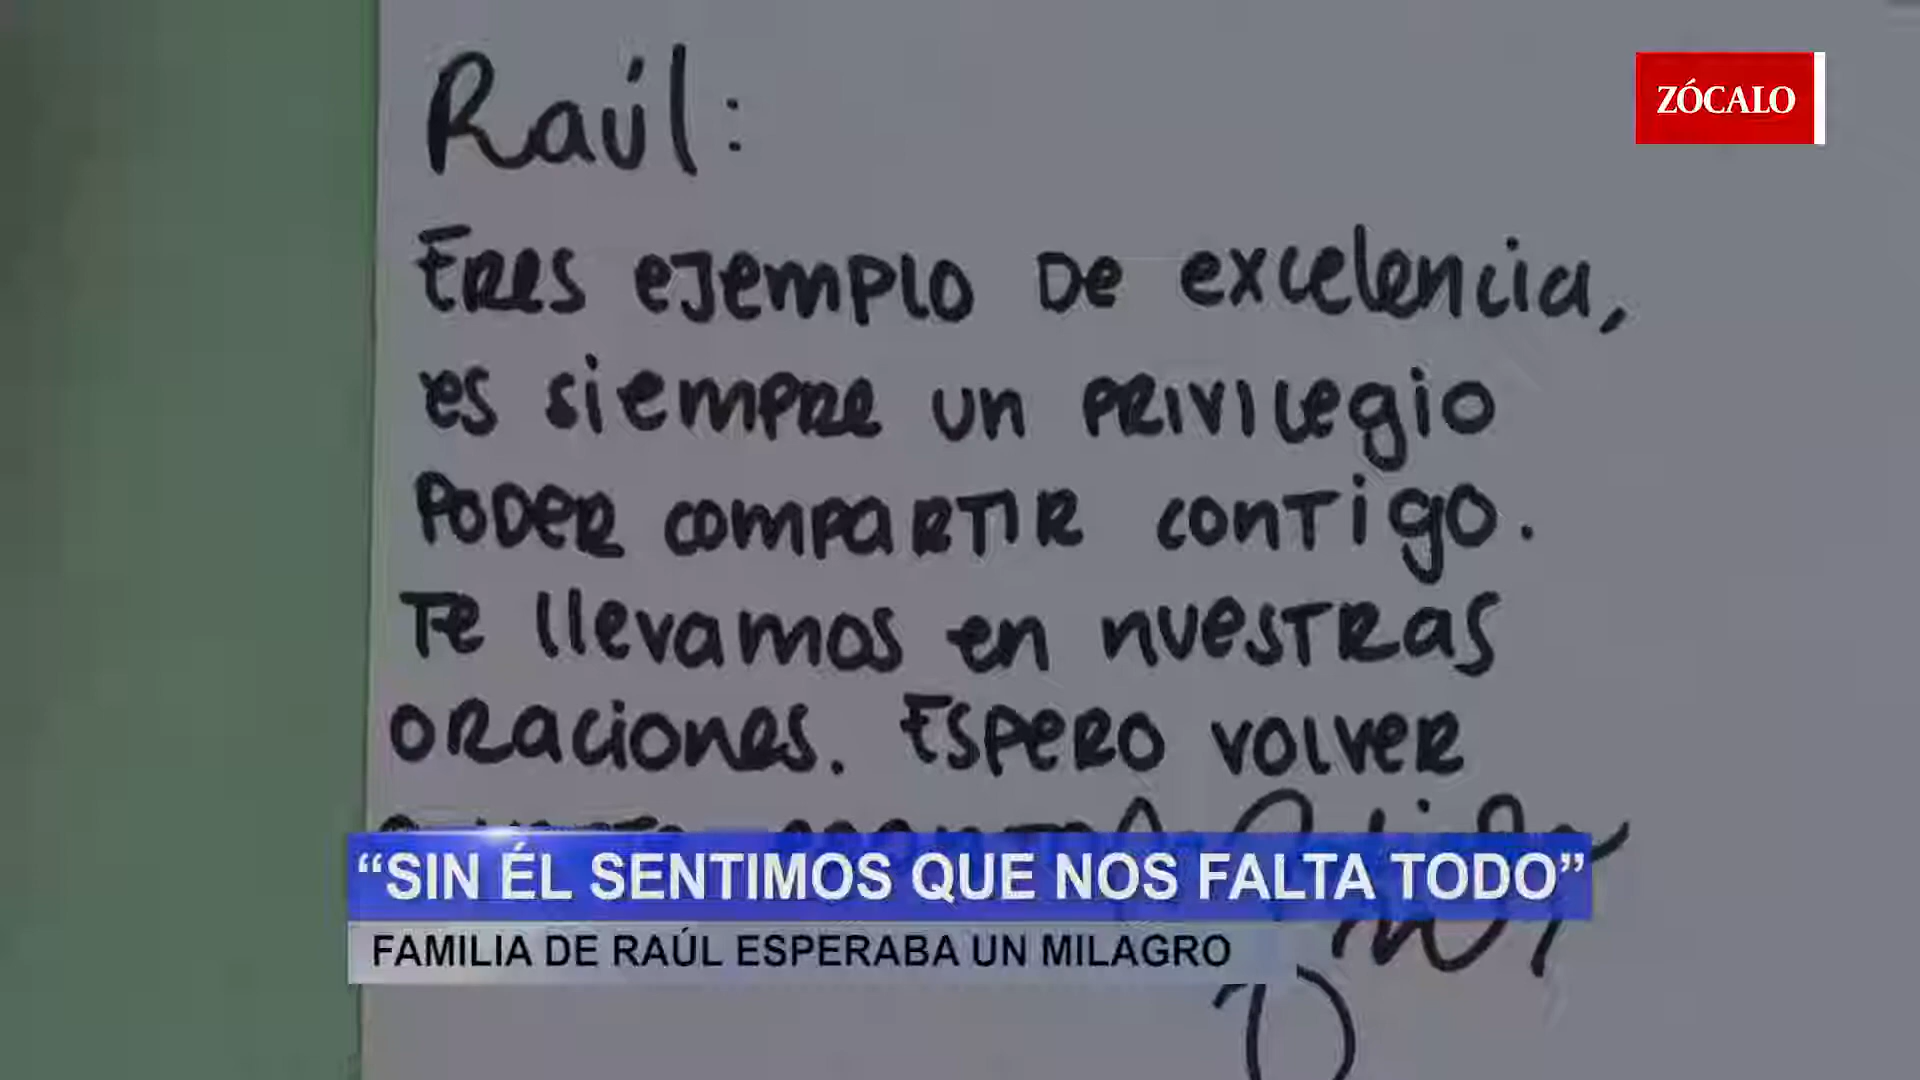 Raúl:
ZÓCALO
Eres ejemplo de excelencia,
es siempre un privilegio
poder compartir contigo.
Te llevamos en nuestras
oraciones. Espero volver
“SIN ÉL SENTIMOS QUE NOS FALTA TODO”
FAMILIA DE RAÚL ESPERABA UN MILAGRO